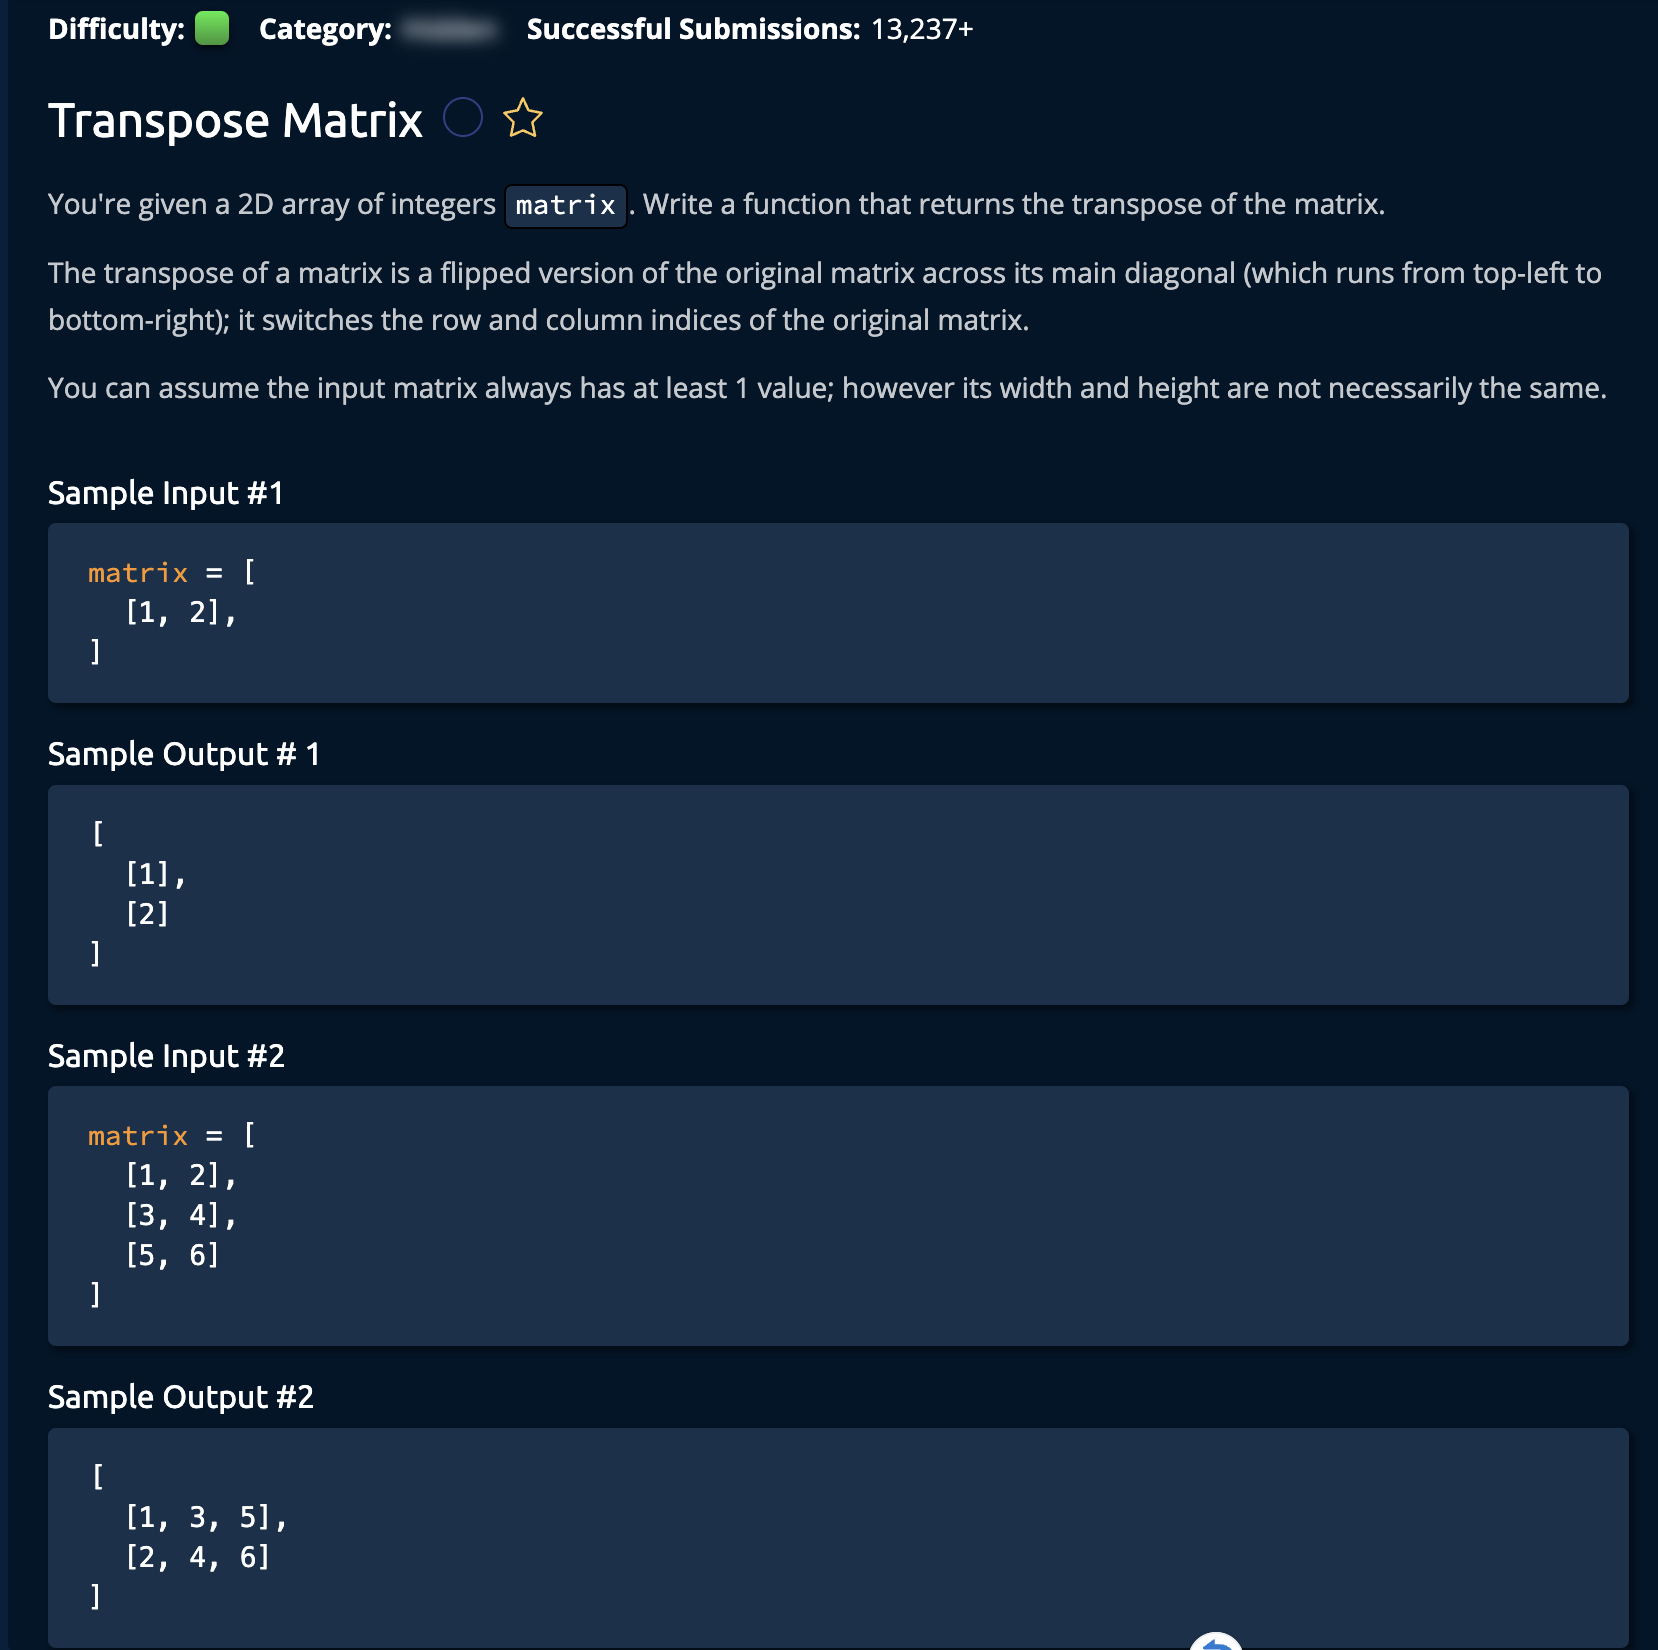 Difficulty: Category: Successful Submissions: 13,237+
Transpose Matrix
You're given a 2D array of integers matrix . Write a function that returns the transpose of the matrix.
The transpose of a matrix is a flipped version of the original matrix across its main diagonal (which runs from top-left to
bottom-right); it switches the row and column indices of the original matrix.
You can assume the input matrix always has at least 1 value; however its width and height are not necessarily the same.
Sample Input #1
matrix = [
[1, 2],
]
Sample Output # 1
[
[1],
[2]
]
Sample Input #2
matrix = [
[1, 2],
[3, 4],
[5, 6]
]
Sample Output #2
[
[1, 3, 5],
[2, 4, 6]
]